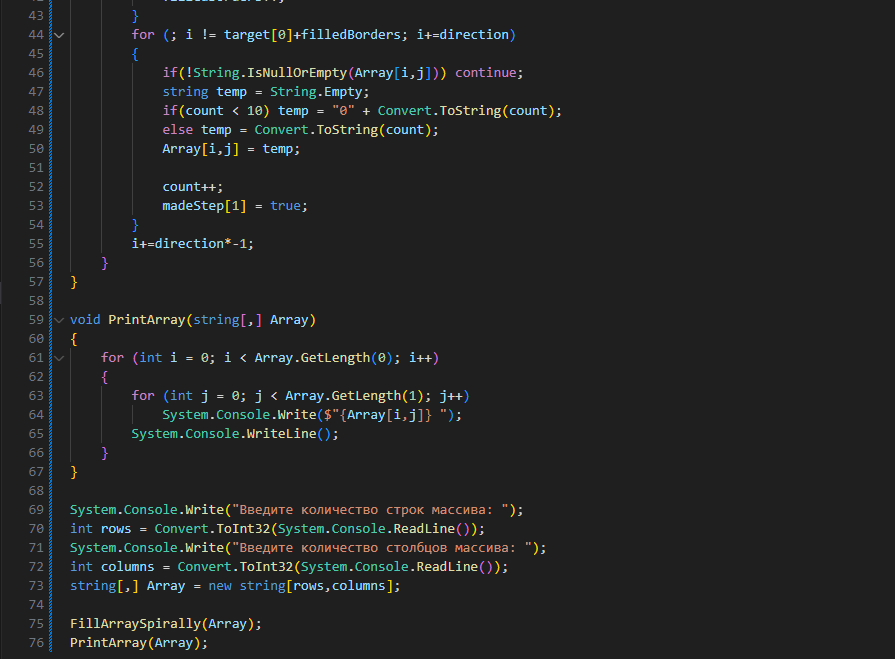 43 }
44 for (; i != target[0]+filledBorders; i+=direction)
45 {
46 if(!String.IsNullOrEmpty(Array[i,j])) continue;
47 string temp = String.Empty;
48 if(count < 10) temp = "0" + Convert.ToString(count);
49 else temp = Convert.ToString(count);
50 Array[i,j] = temp;
51
52 count++;
53 madeStep[1] = true;
54 }
55 i+=direction*-1;
56 }
57 }
58
59 void PrintArray(string[,] Array)
60 {
61 for (int i = 0; i < Array.GetLength(0); i++)
62 {
63 for (int j = 0; j < Array.GetLength(1); j++)
64 System.Console.Write($"{Array[i,j]} ");
65 System.Console.WriteLine();
66 }
67 }
68
69 System.Console.Write("Введите количество строк массива: ");
70 int rows = Convert.ToInt32(System.Console.ReadLine());
71 System.Console.Write("Введите количество столбцов массива: ");
72 int columns = Convert.ToInt32(System.Console.ReadLine());
73 string[,] Array = new string[rows,columns];
74
75 FillArraySpirally(Array);
76 PrintArray(Array);